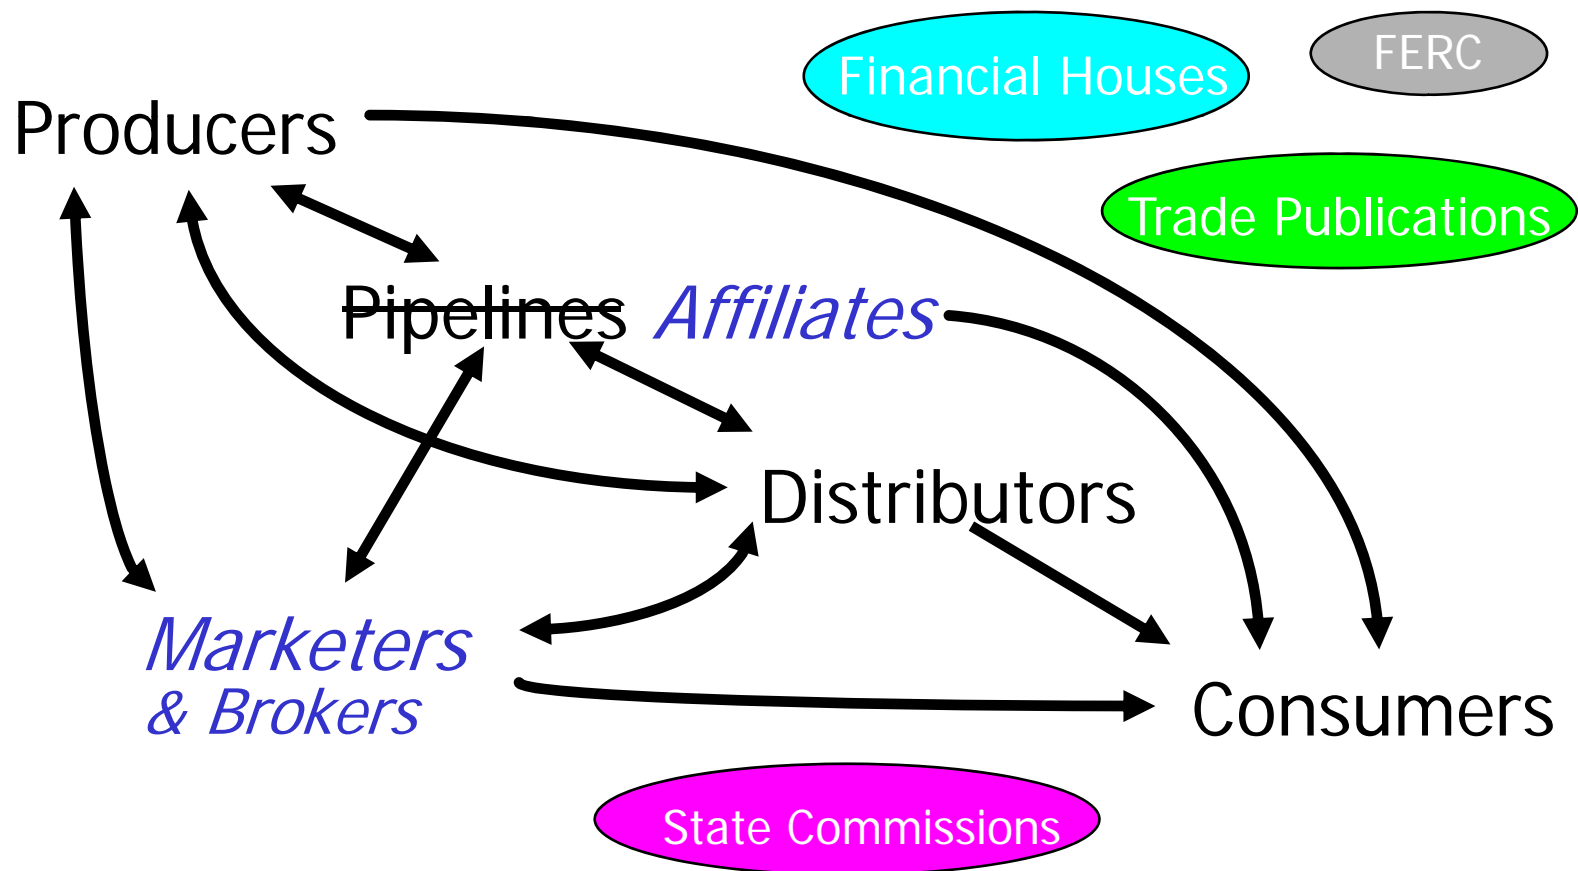 Financial Houses
FERC
Producers
Trade Publications
Pipelines Affiliates
Distributors
Marketers
& Brokers
Consumers
State Commissions